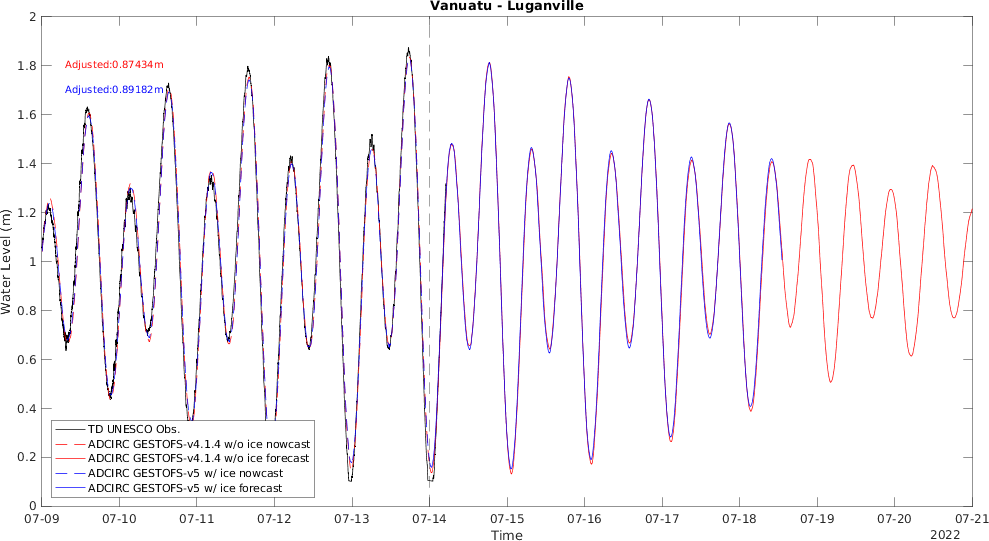 Vanuatu - Luganville
2
1.8
1.6
1.4
1.2
1
0.8
0.6
0.4
0.2
0
Water Level (m)
Adjusted:0.87434m
Adjusted:0.89182m
TD UNESCO Obs.
ADCIRC GESTOFS-v4.1.4 w/o ice nowcast
ADCIRC GESTOFS-v4.1.4 w/o ice forecast
ADCIRC GESTOFS-v5 w/ ice nowcast
ADCIRC GESTOFS-v5 w/ ice forecast
07-09 07-10 07-11 07-12 07-13 07-14 07-15 07-16 07-17 07-18 07-19 07-20 07-21
Time
2022